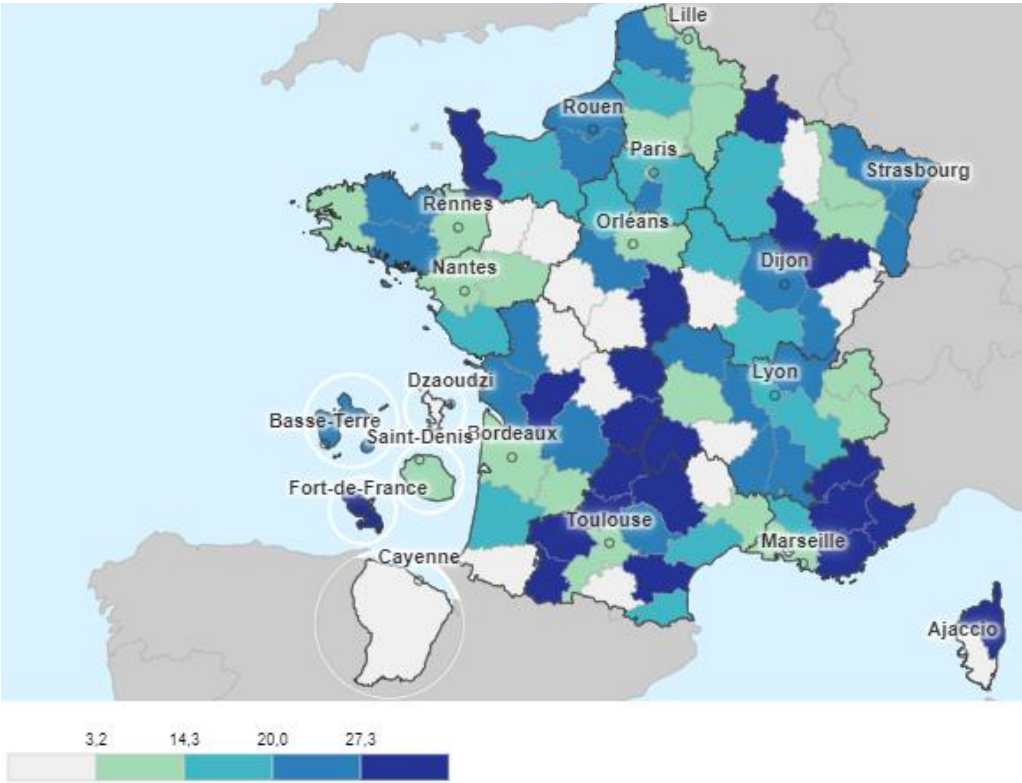 Lille
Rouen
Paris
Strasbourg
Rennes
Orléans
Nantes
Dijon
Dzaoudzi
Lyon
Basse-Terre
Saint-Denis
Bordeaux
Fort-de-France
Toulouse
Marseille
Cayenne
Ajaccio
3,2 14,3 20,0 27,3